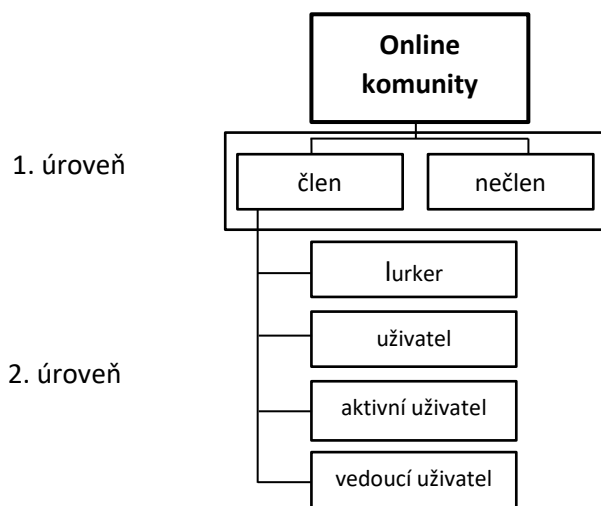 Online
komunity
1. úroveň
člen
nečlen
lurker
uživatel
2. úroveň
aktivní uživatel
vedoucí uživatel